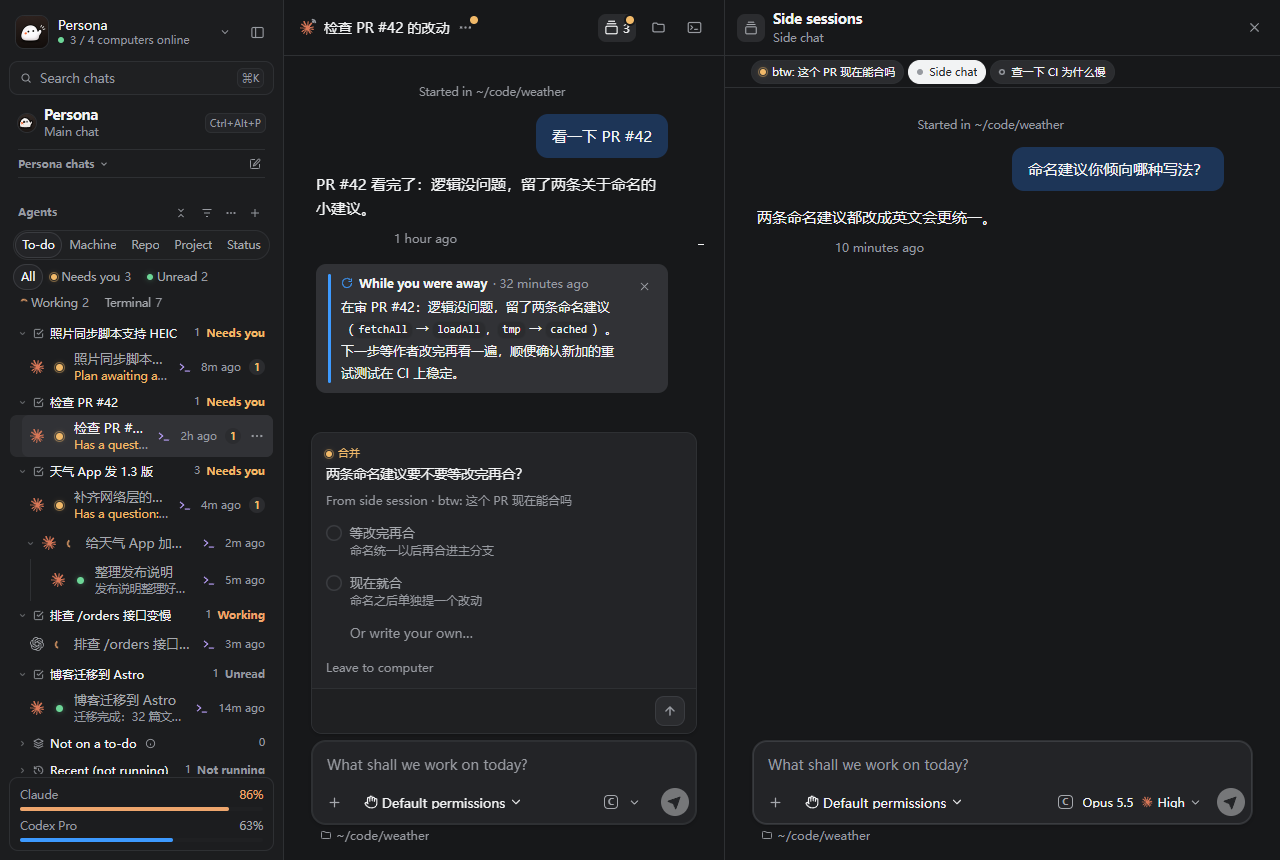 Persona
3 / 4 computers online
Search chats
⌘K
Persona
Main chat
Ctrl+Alt+P
Persona chats
Agents
To-do
Machine
Repo
Project
Status
All
Needs you 3
Unread 2
Working 2
Terminal 7
照片同步脚本支持 HEIC
1 Needs you
照片同步脚本...
Plan awaiting a...
8m ago
1
检查 PR #42
1 Needs you
检查 PR #...
Has a quest...
2h ago
1
天气 App 发 1.3 版
3 Needs you
补齐网络层的...
Has a question:...
4m ago
1
给天气 App 加...
2m ago
整理发布说明
发布说明整理好...
5m ago
排查 /orders 接口变慢
1 Working
排查 /orders 接口...
3m ago
博客迁移到 Astro
1 Unread
博客迁移到 Astro
迁移完成：32 篇文...
14m ago
Not on a to-do
0
Recent (not running)
1 Not running
Claude
86%
Codex Pro
63%
检查 PR #42 的改动
3
Started in ~/code/weather
看一下 PR #42
PR #42 看完了：逻辑没问题，留了两条关于命名的
小建议。
1 hour ago
While you were away · 32 minutes ago
在审 PR #42：逻辑没问题，留了两条命名建议
（fetchAll → loadAll，tmp → cached）。
下一步等作者改完再看一遍，顺便确认新加的重
试测试在 CI 上稳定。
合并
两条命名建议要不要等改完再合？
From side session · btw: 这个 PR 现在能合吗
等改完再合
命名统一以后再合进主分支
现在就合
命名之后单独提一个改动
Or write your own...
Leave to computer
What shall we work on today?
Default permissions
C
~/code/weather
Side sessions
Side chat
btw: 这个 PR 现在能合吗
Side chat
查一下 CI 为什么慢
Started in ~/code/weather
命名建议你倾向哪种写法？
两条命名建议都改成英文会更统一。
10 minutes ago
What shall we work on today?
Default permissions
C
Opus 5.5
High
~/code/weather